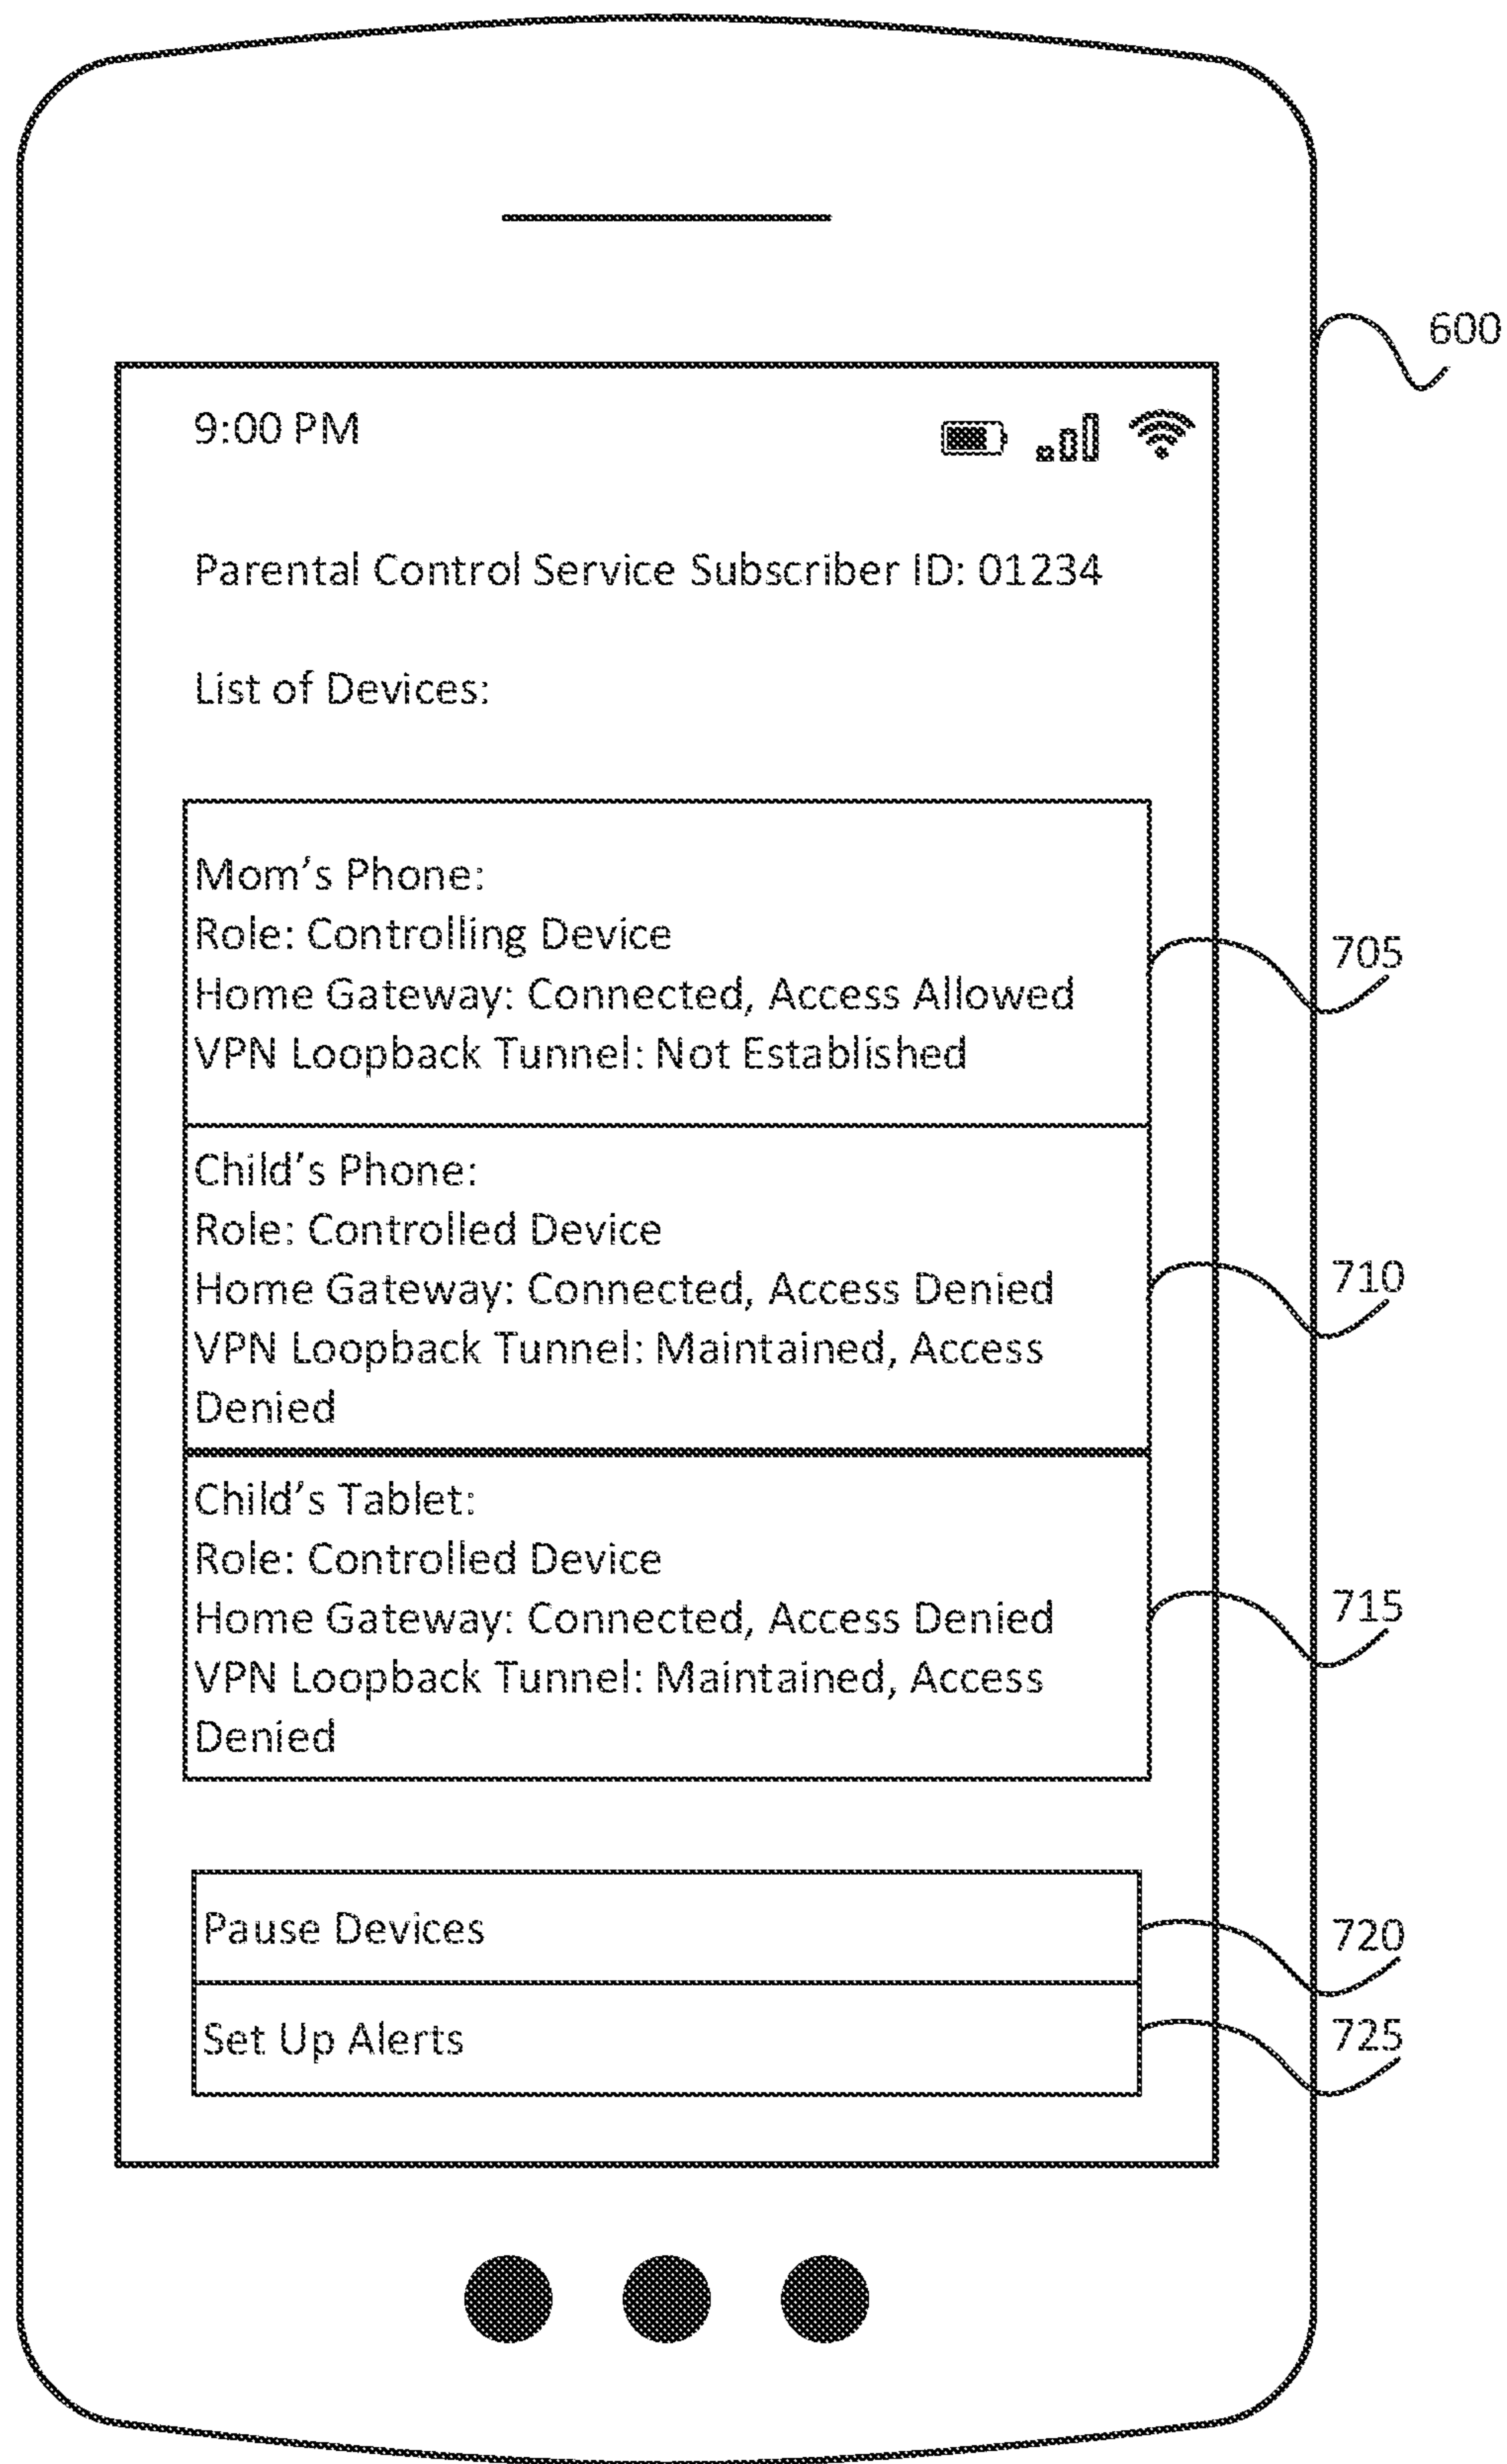 600
9:00 PM
Parental Control Service Subscriber ID: 01234
List of Devices:
Mom’s Phone:
Role: Controlling Device
Home Gateway: Connected, Access Allowed
VPN Loopback Tunnel: Not Established
705
Child’s Phone:
Role: Controlled Device
Home Gateway: Connected, Access Denied
VPN Loopback Tunnel: Maintained, Access
Denied
710
Child’s Tablet:
Role: Controlled Device
Home Gateway: Connected, Access Denied
VPN Loopback Tunnel: Maintained, Access
Denied
715
Pause Devices
720
Set Up Alerts
725